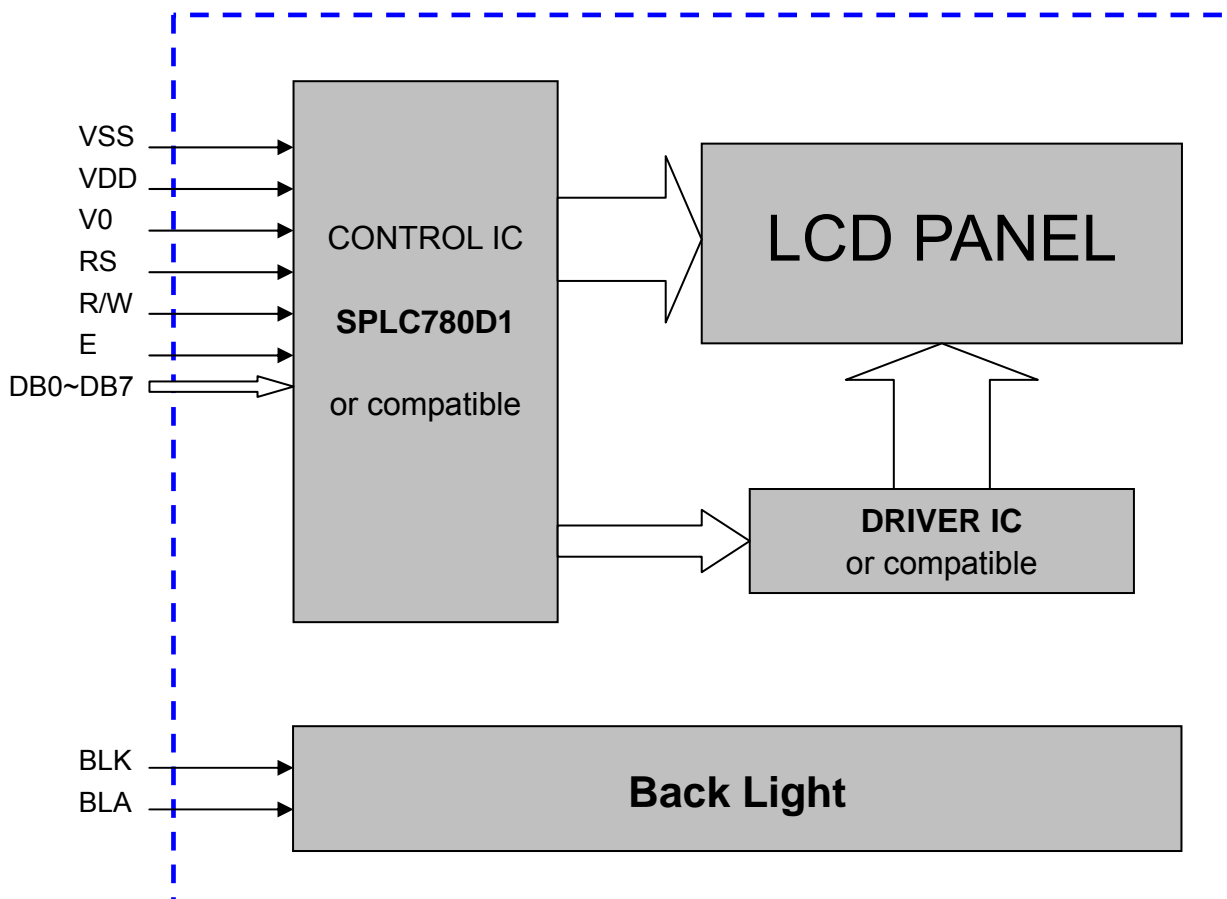 VSS
VDD
V0
RS
R/W
E
DB0~DB7
CONTROL IC
SPLC780D1
or compatible
LCD PANEL
DRIVER IC
or compatible
BLK
BLA
Back Light